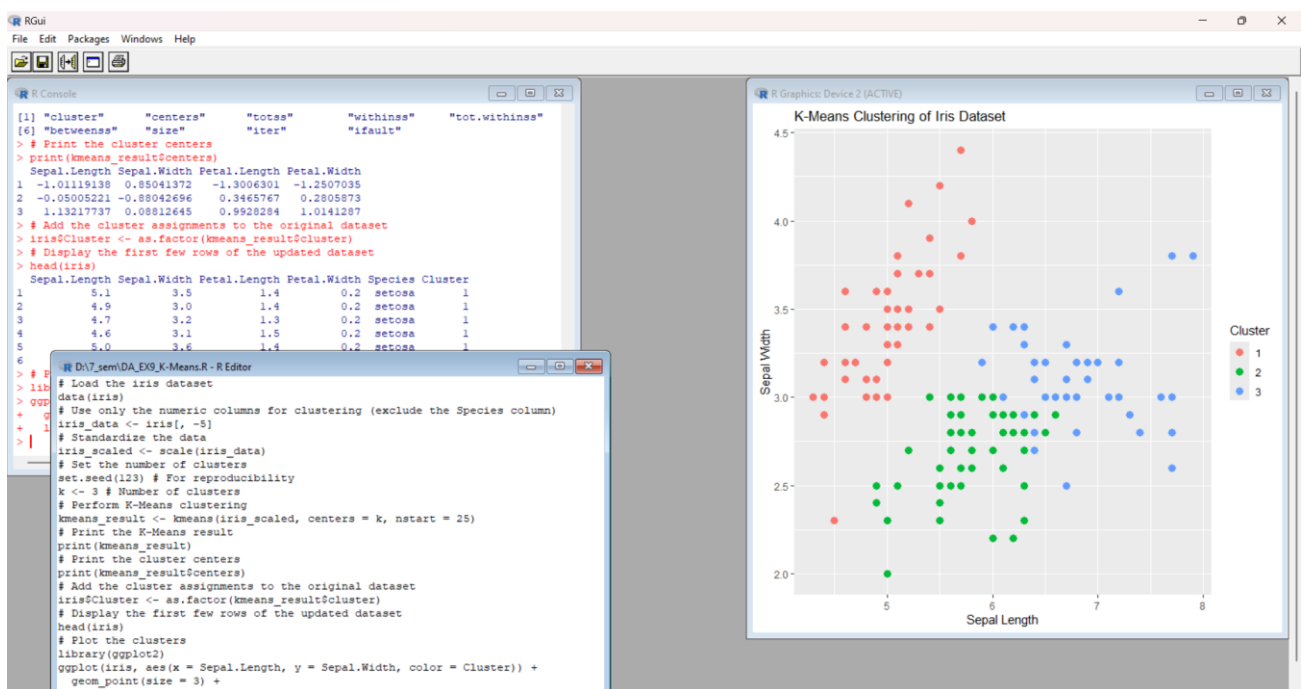 RGui
File Edit Packages Windows Help
R Console
[1] "cluster" "centers" "totss" "withinss" "tot.withinss"
[6] "betweenss" "size" "iter" "ifault"
> # Print the cluster centers
> print(kmeans_result$centers)
Sepal.Length Sepal.Width Petal.Length Petal.Width
1 -1.01119138 0.85041372 -1.3006301 -1.2507035
2 -0.05005221 -0.88042696 0.3465767 0.2805873
3 1.13217737 0.08812645 0.9928284 1.0141287
> # Add the cluster assignments to the original dataset
> iris$Cluster <- as.factor(kmeans_result$cluster)
> # Display the first few rows of the updated dataset
> head(iris)
Sepal.Length Sepal.Width Petal.Length Petal.Width Species Cluster
1 5.1 3.5 1.4 0.2 setosa 1
2 4.9 3.0 1.4 0.2 setosa 1
3 4.7 3.2 1.3 0.2 setosa 1
4 4.6 3.1 1.5 0.2 setosa 1
5 5.0 3.6 1.4 0.2 setosa 1
6
> # P
> lib
> ggp
+ g
+ l
>
D:\7_sem\DA_EX9_K-Means.R - R Editor
# Load the iris dataset
data(iris)
# Use only the numeric columns for clustering (exclude the Species column)
iris_data <- iris[, -5]
# Standardize the data
iris_scaled <- scale(iris_data)
# Set the number of clusters
set.seed(123) # For reproducibility
k <- 3 # Number of clusters
# Perform K-Means clustering
kmeans_result <- kmeans(iris_scaled, centers = k, nstart = 25)
# Print the K-Means result
print(kmeans_result)
# Print the cluster centers
print(kmeans_result$centers)
# Add the cluster assignments to the original dataset
iris$Cluster <- as.factor(kmeans_result$cluster)
# Display the first few rows of the updated dataset
head(iris)
# Plot the clusters
library(ggplot2)
ggplot(iris, aes(x = Sepal.Length, y = Sepal.Width, color = Cluster)) +
geom_point(size = 3) +
R Graphics: Device 2 (ACTIVE)
K-Means Clustering of Iris Dataset
4.5
4.0
3.5
3.0
2.5
2.0
Sepal Width
5 6 7 8
Sepal Length
Cluster
1
2
3